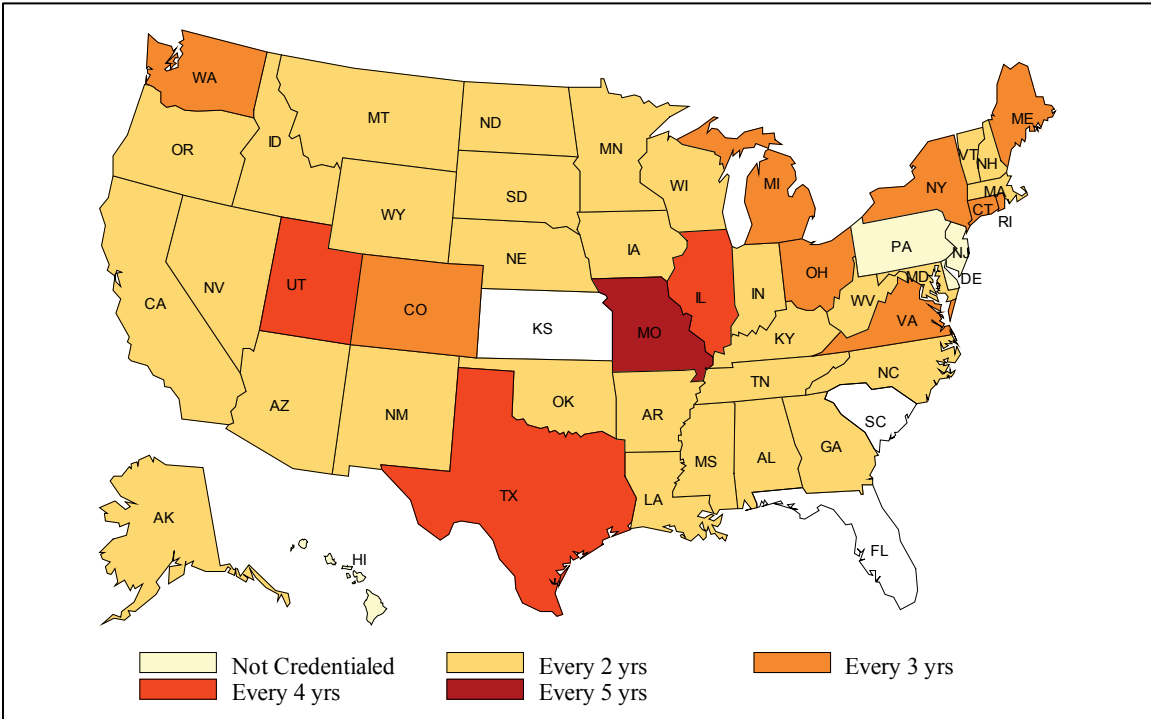 WA
MT
ND
MN
ME
OR
ID
SD
WI
MI
NY
VT
NH
MA
CT
RI
WY
IA
NE
PA
NJ
NV
UT
CO
KS
MO
IL
IN
OH
WV
MD
DE
VA
CA
KY
AZ
NM
OK
AR
TN
NC
SC
MS
AL
GA
TX
LA
FL
AK
HI
Not Credentialed
Every 2 yrs
Every 3 yrs
Every 4 yrs
Every 5 yrs